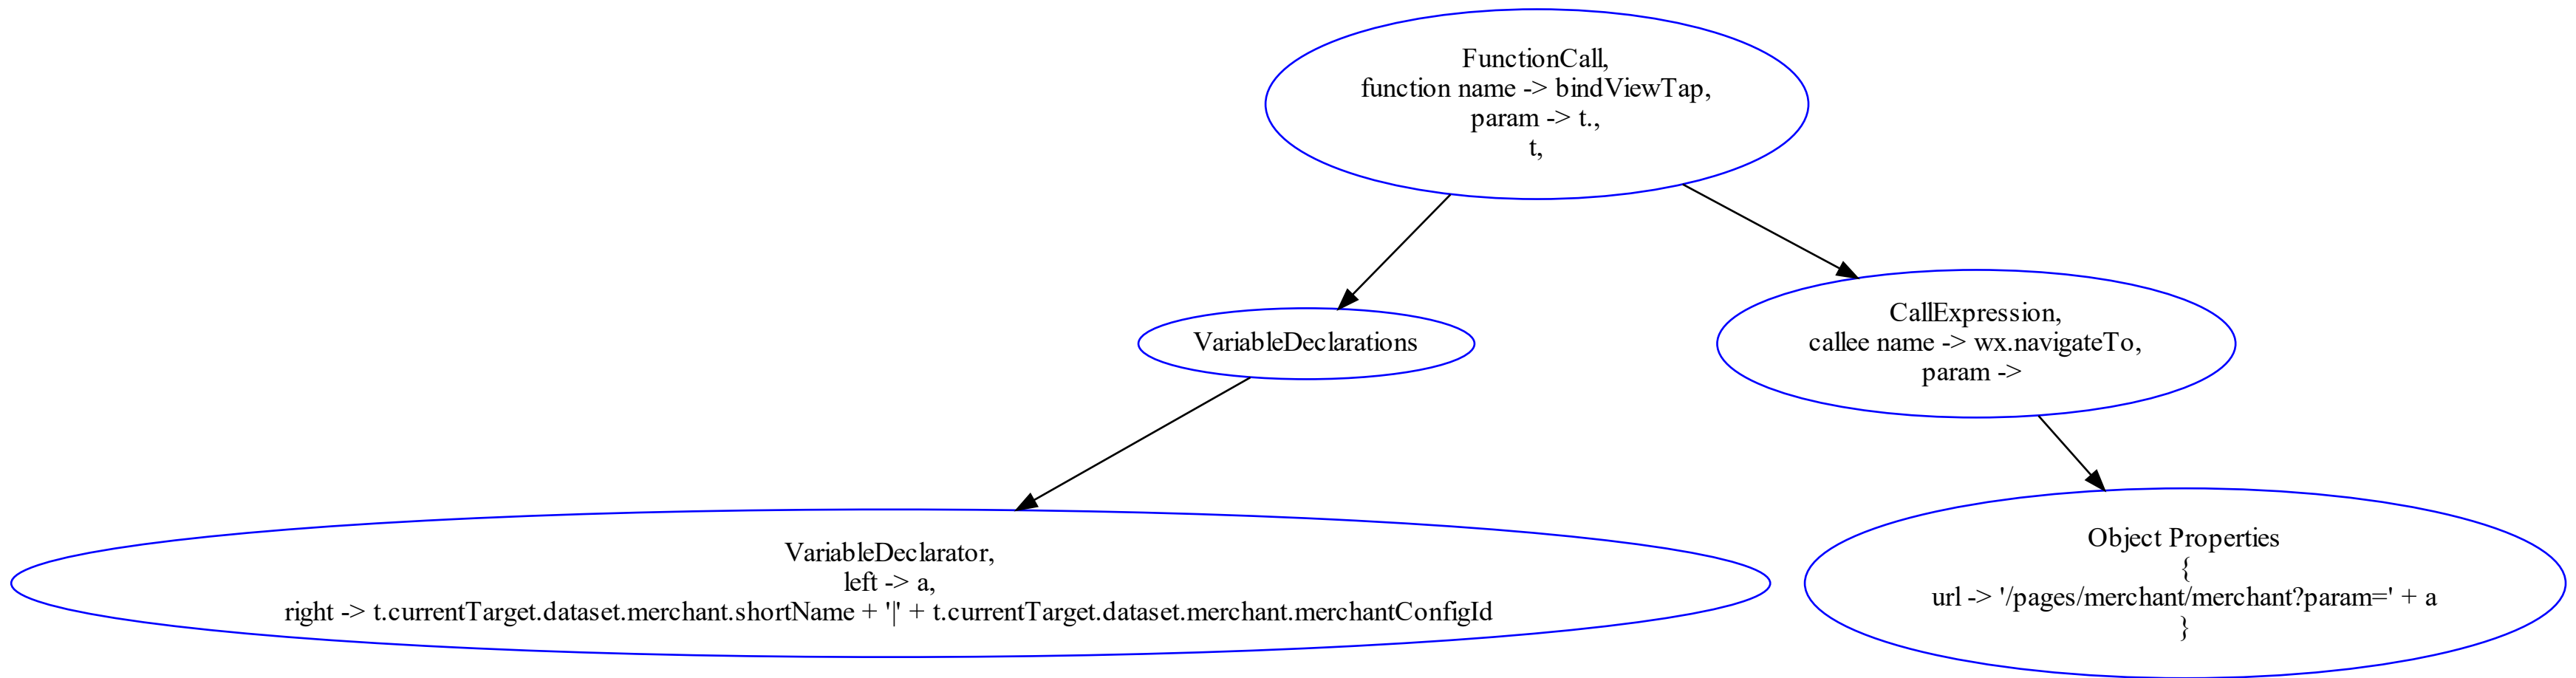 FunctionCall,
function name -> bindViewTap,
param -> t.,
t,
VariableDeclarations
CallExpression,
callee name -> wx.navigateTo,
param ->
VariableDeclarator,
left -> a,
right -> t.currentTarget.dataset.merchant.shortName + '|' + t.currentTarget.dataset.merchant.merchantConfigId
Object Properties
{
url -> '/pages/merchant/merchant?param=' + a
}